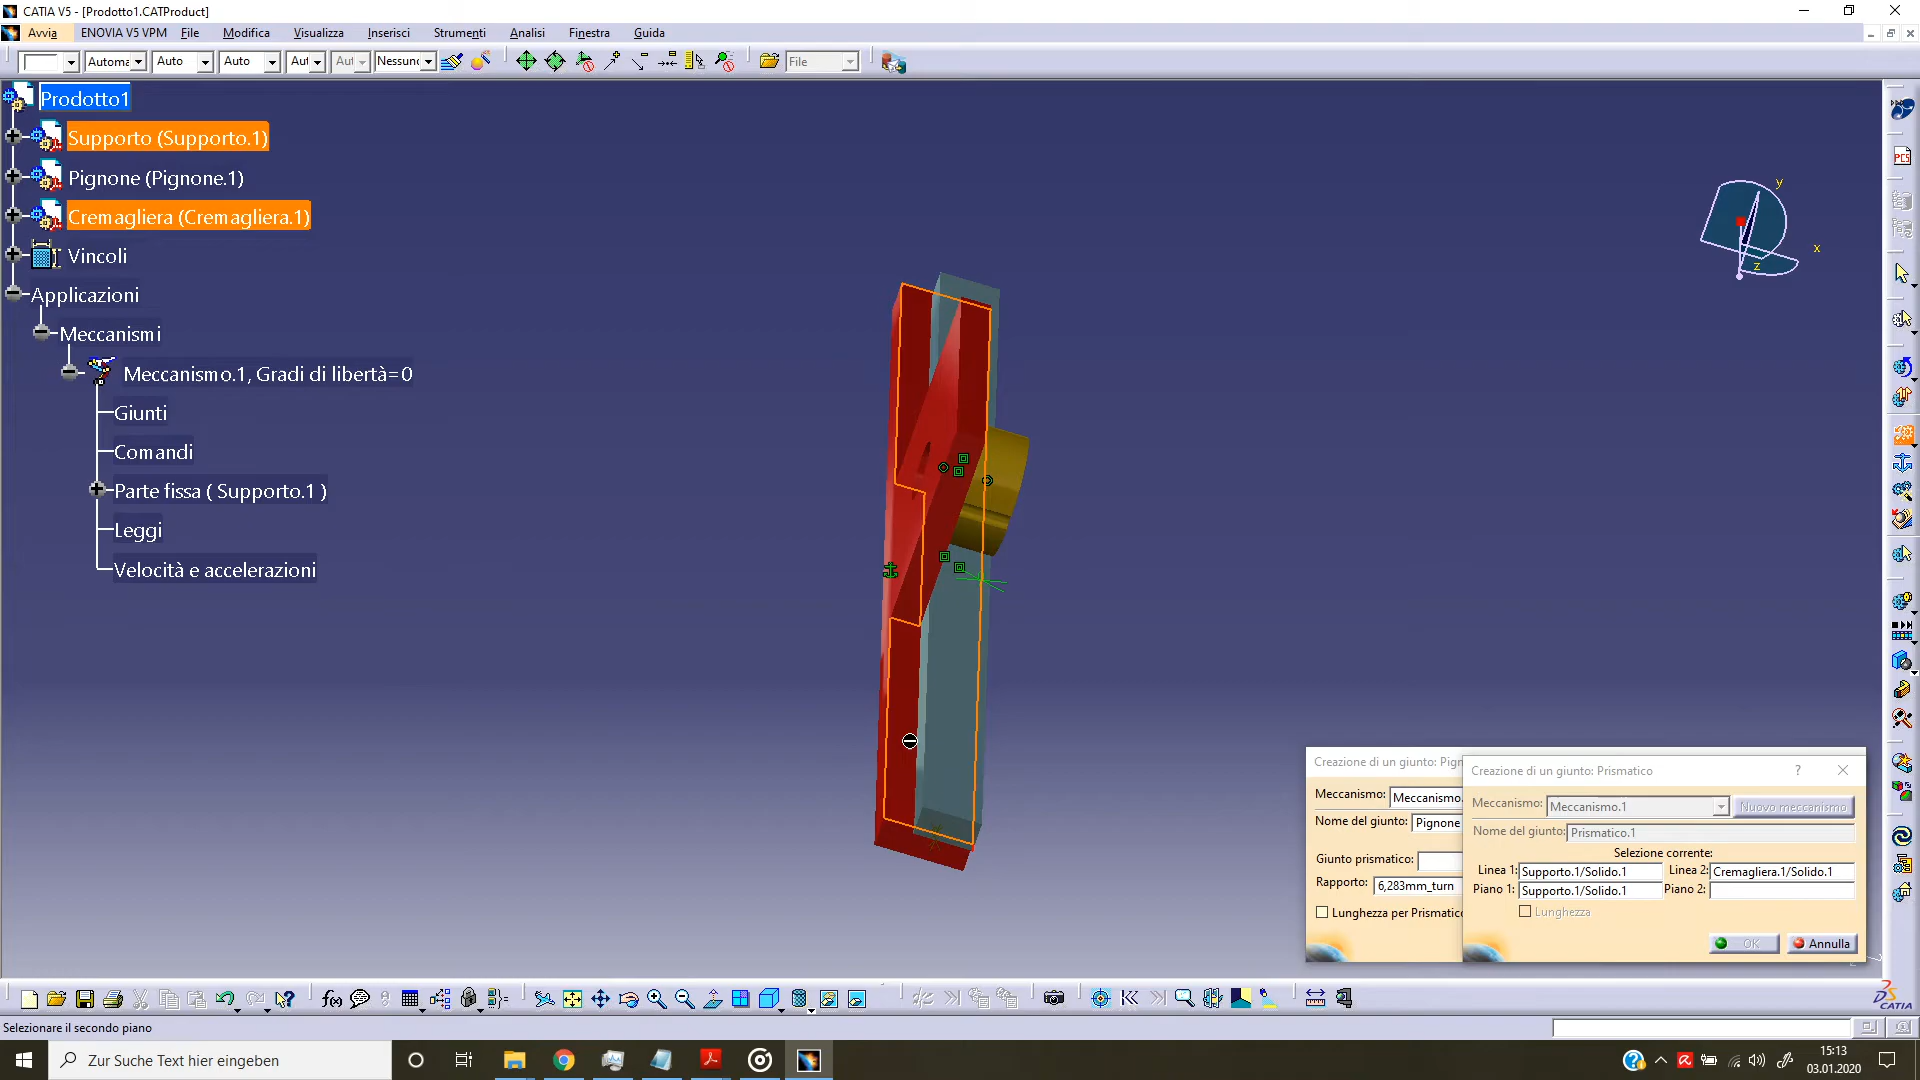 CATIA V5 - [Prodotto1.CATProduct]
Avvia ENOVIA V5 VPM File Modifica Visualizza Inserisci Strumenti Analisi Finestra Guida
Automa Auto Auto Aut Aut Nessuno File
Prodotto1
Supporto (Supporto.1)
Pignone (Pignone.1)
Cremagliera (Cremagliera.1)
Vincoli
Applicazioni
Meccanismi
Meccanismo.1, Gradi di libertà=0
Giunti
Comandi
Parte fissa ( Supporto.1 )
Leggi
Velocità e accelerazioni
y
x
z
PCS
Creazione di un giunto: Pign
Meccanismo: Meccanismo.
Nome del giunto: Pignone
Giunto prismatico:
Rapporto: 6,283mm_turn
Lunghezza per Prismatico
Creazione di un giunto: Prismatico ?
Meccanismo: Meccanismo.1 Nuovo meccanismo
Nome del giunto: Prismatico.1
Selezione corrente:
Linea 1: Supporto.1/Solido.1 Linea 2: Cremagliera.1/Solido.1
Piano 1: Supporto.1/Solido.1 Piano 2:
Lunghezza
OK Annulla
f(x)
CATIA
Selezionare il secondo piano
Zur Suche Text hier eingeben
15:13
03.01.2020